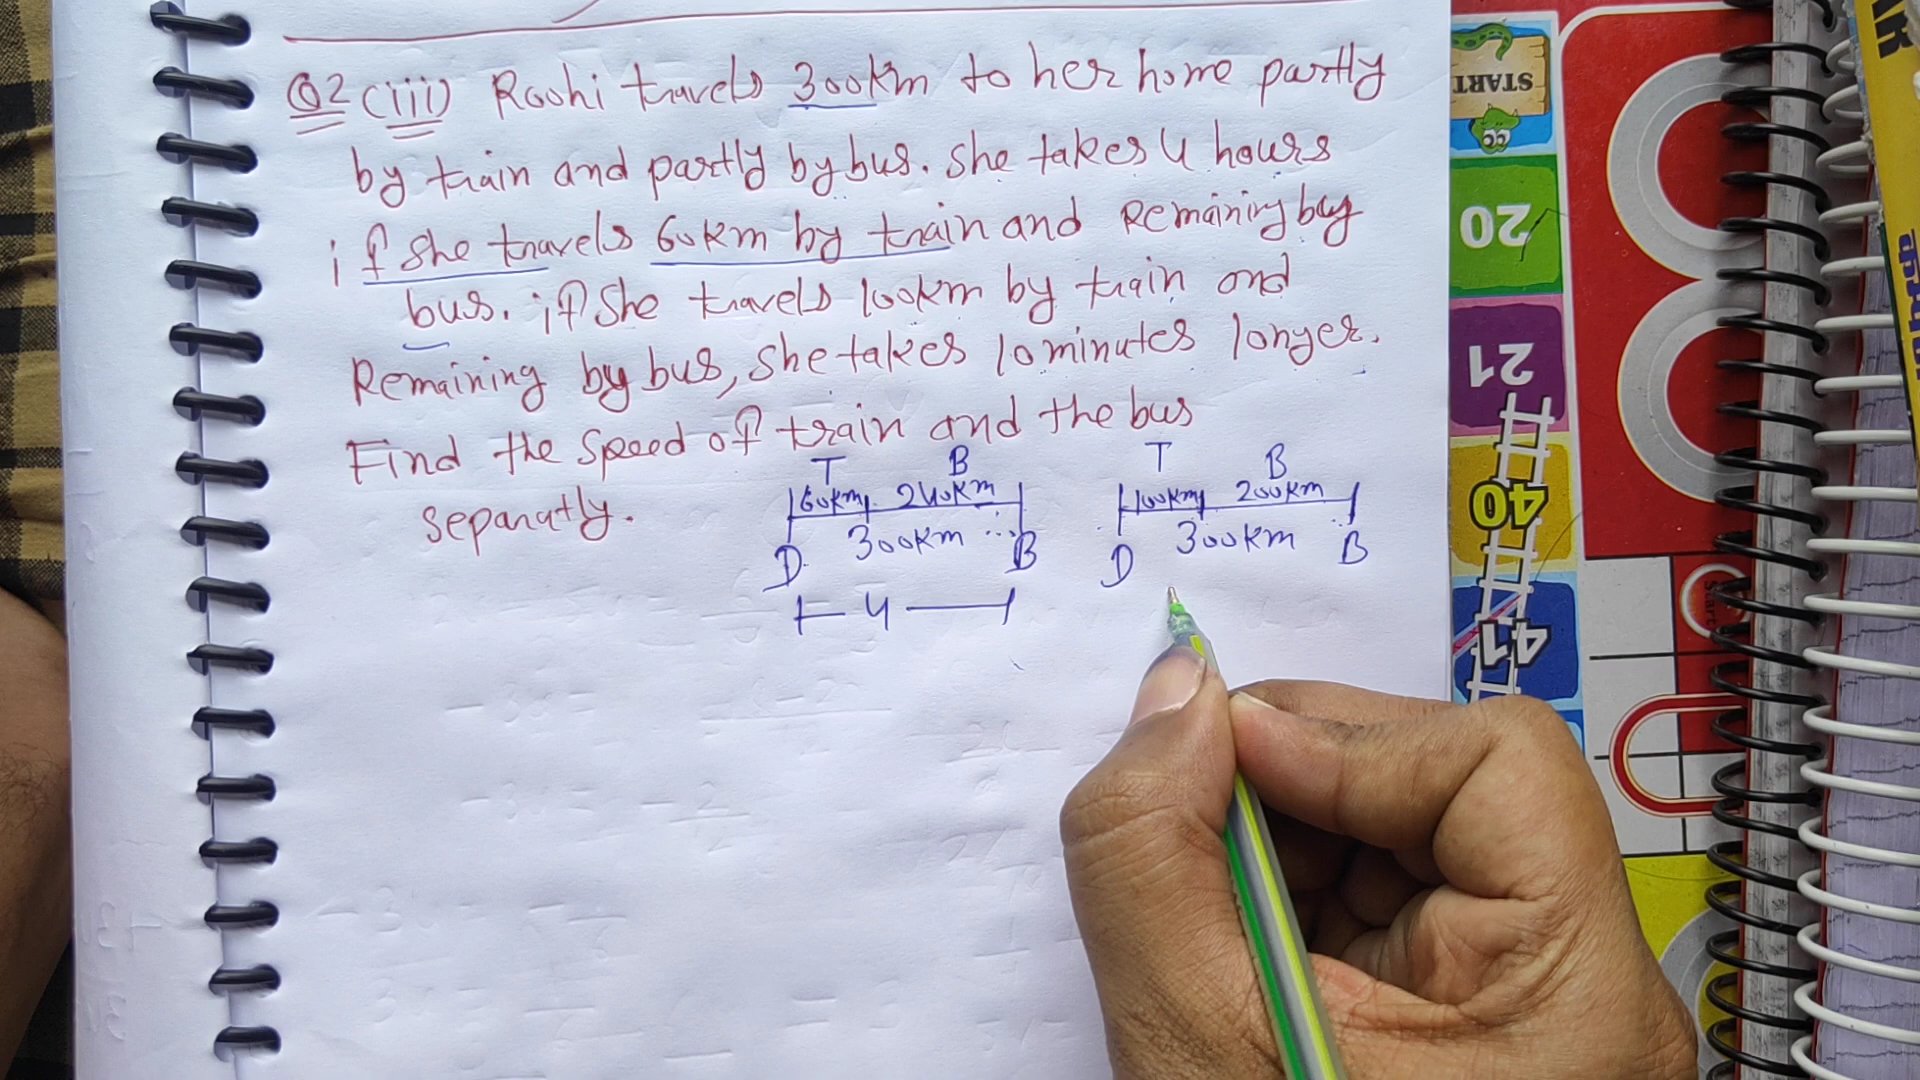 Q2 (iii) Roohi travels 300km to her home partly
by train and partly by bus. She takes 4 hours
if She travels 60km by train and Remaining by
bus. if She travels 100km by train and
Remaining by bus, She takes 10 minutes longer.
Find the Speed of train and the bus
Separatly.
T B
60km 240km
300km
D B
4
T B
100km 200km
300km
D B
START
20
21
40
41